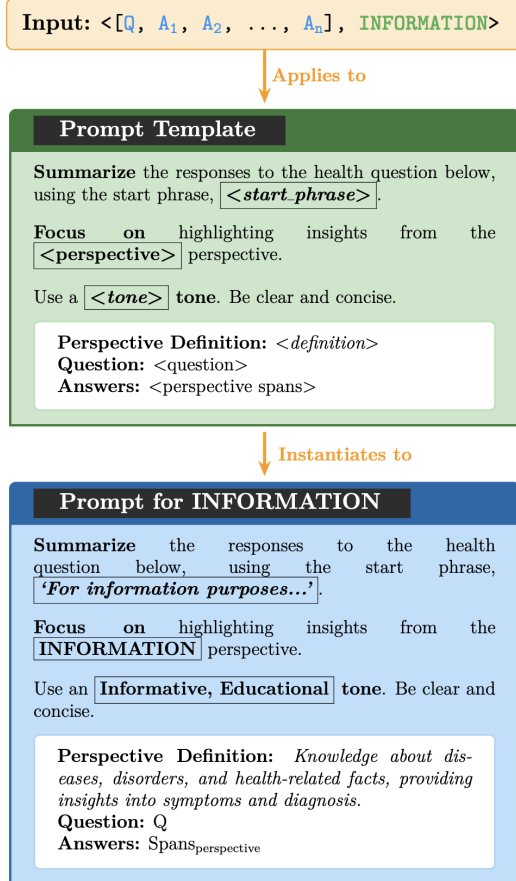 Input: <[Q, A1, A2, ..., An], INFORMATION>
Applies to
Prompt Template
Summarize the responses to the health question below,
using the start phrase, <start_phrase>.
Focus on highlighting insights from the
<perspective> perspective.
Use a <tone> tone. Be clear and concise.
Perspective Definition: <definition>
Question: <question>
Answers: <perspective spans>
Instantiates to
Prompt for INFORMATION
Summarize the responses to the health
question below, using the start phrase,
‘For information purposes...’.
Focus on highlighting insights from the
INFORMATION perspective.
Use an Informative, Educational tone. Be clear and
concise.
Perspective Definition: Knowledge about dis-
eases, disorders, and health-related facts, providing
insights into symptoms and diagnosis.
Question: Q
Answers: Spansperspective